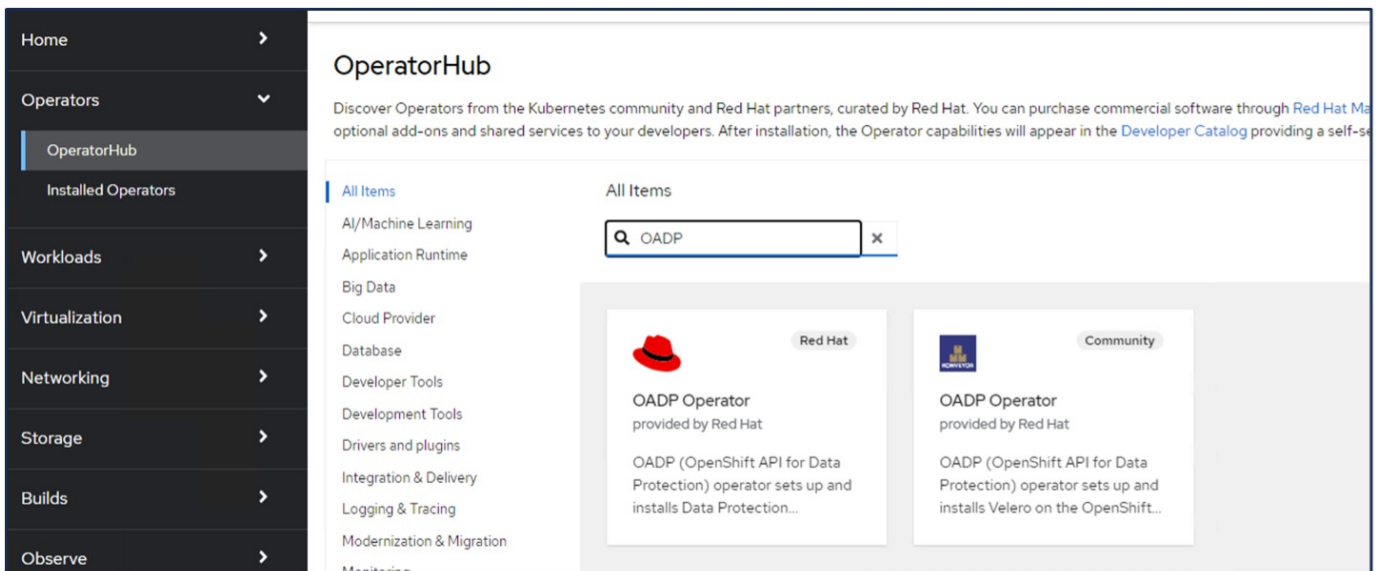 Home
Operators
OperatorHub
Installed Operators
Workloads
Virtualization
Networking
Storage
Builds
Observe
OperatorHub
Discover Operators from the Kubernetes community and Red Hat partners, curated by Red Hat. You can purchase commercial software through Red Hat Ma
optional add-ons and shared services to your developers. After installation, the Operator capabilities will appear in the Developer Catalog providing a self-se
All Items
AI/Machine Learning
Application Runtime
Big Data
Cloud Provider
Database
Developer Tools
Development Tools
Drivers and plugins
Integration & Delivery
Logging & Tracing
Modernization & Migration
Monitoring
All Items
OADP
Red Hat
OADP Operator
provided by Red Hat
OADP (OpenShift API for Data
Protection) operator sets up and
installs Data Protection...
Community
KONVEYOR
OADP Operator
provided by Red Hat
OADP (OpenShift API for Data
Protection) operator sets up and
installs Velero on the OpenShift...